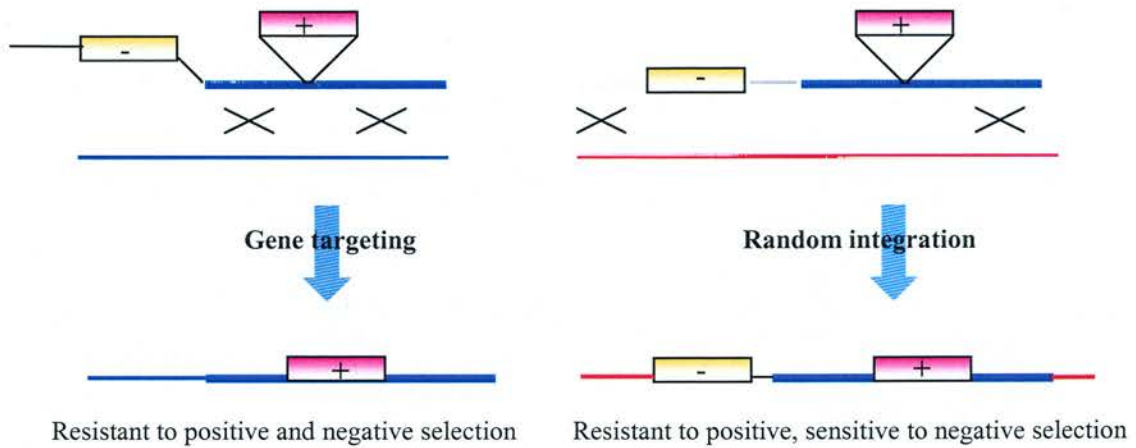 +
-
+
-
Gene targeting
Random integration
+
-
+
Resistant to positive and negative selection
Resistant to positive, sensitive to negative selection